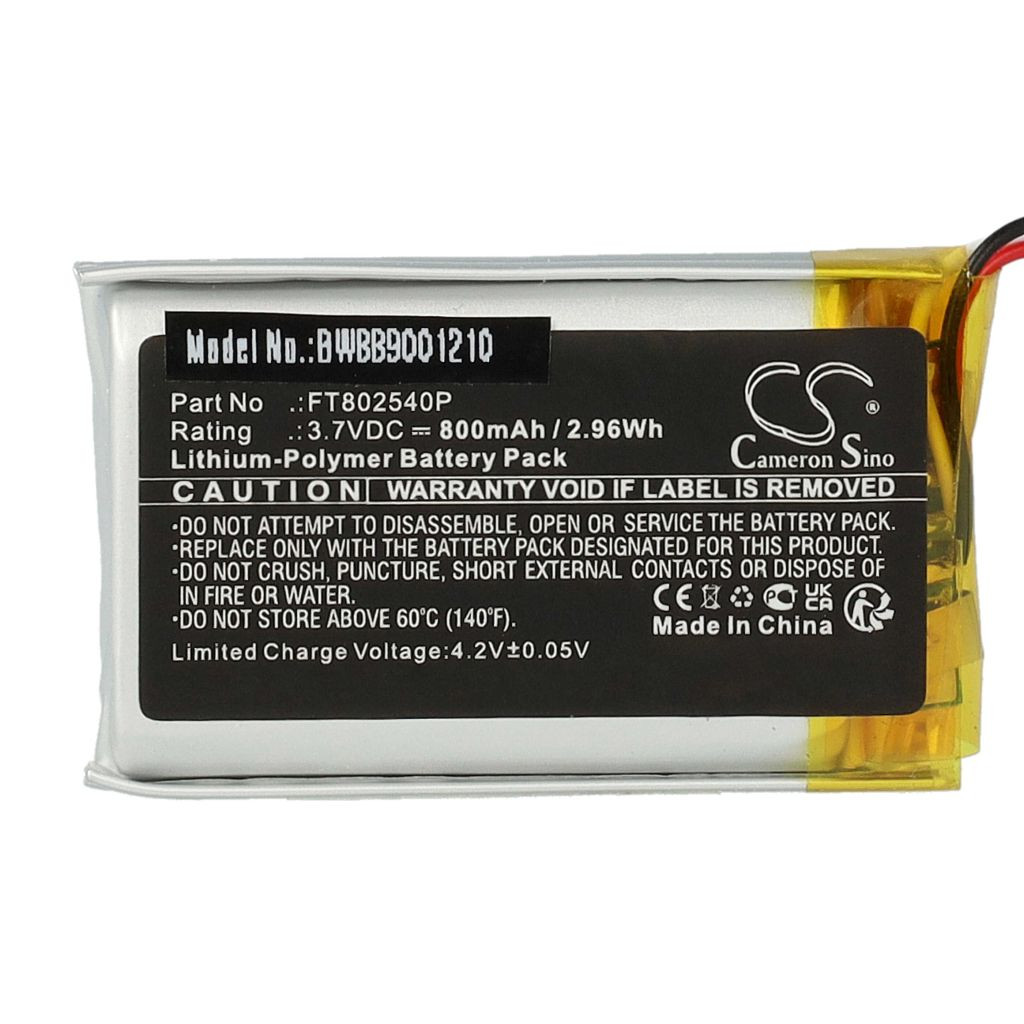 Model No.:BWBB9001210
Part No .:FT802540P
Rating .:3.7VDC ⎓ 800mAh / 2.96Wh
Lithium-Polymer Battery Pack
CS ®
Cameron Sino
CAUTION | WARRANTY VOID IF LABEL IS REMOVED
•DO NOT ATTEMPT TO DISASSEMBLE, OPEN OR SERVICE THE BATTERY PACK.
•REPLACE ONLY WITH THE BATTERY PACK DESIGNATED FOR THIS PRODUCT.
•DO NOT CRUSH, PUNCTURE, SHORT EXTERNAL CONTACTS OR DISPOSE OF
IN FIRE OR WATER.
•DO NOT STORE ABOVE 60°C (140°F).
CE PC UKCA
Made In China
Limited Charge Voltage:4.2V±0.05V